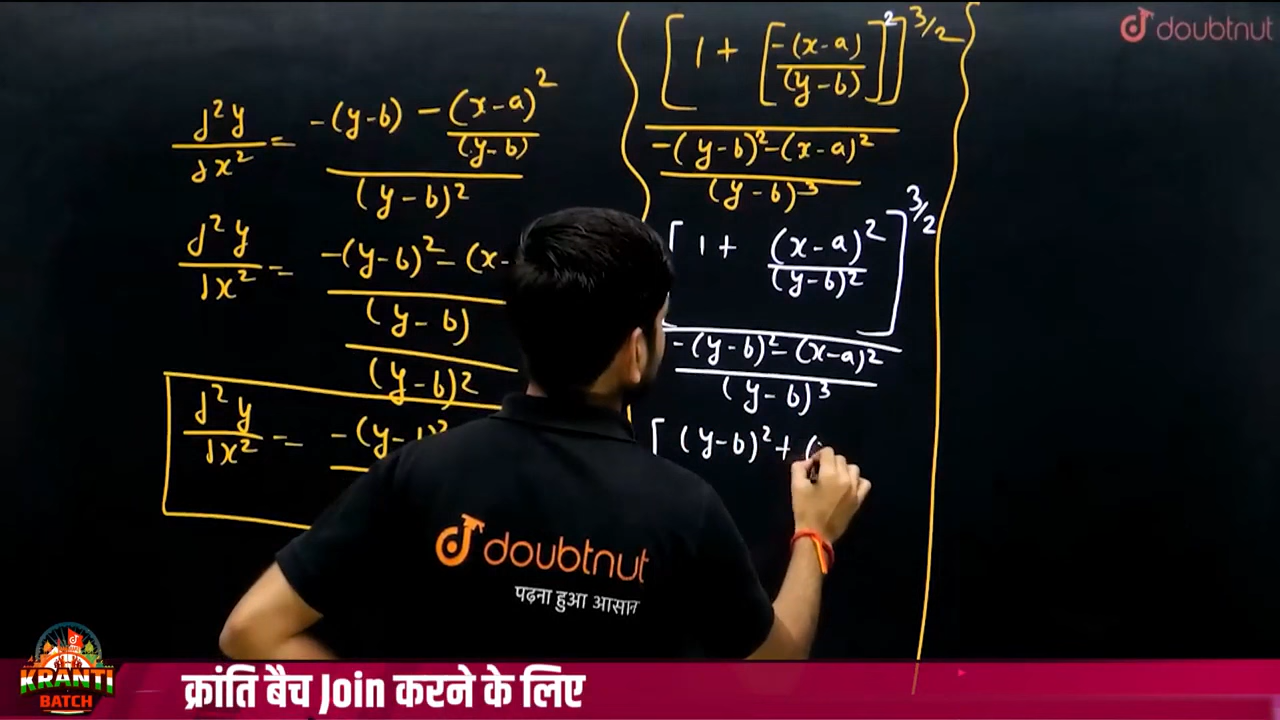 doubtnut
d²y/dx² = (-(y-b) - (x-a)²/(y-b)) / (y-b)²
d²y/dx² = -(y-b)² - (x-
(y-b)
(y-b)²
d²y/dx² = -(y-
[1 + [-(x-a)/(y-b)]²]^3/2
-(y-b)² - (x-a)²
(y-b)³
[1 + (x-a)²/(y-b)²]^3/2
-(y-b)² - (x-a)²
(y-b)³
[(y-b)² + (
doubtnut
पढ़ना हुआ आसान
KRANTI
BATCH
क्रांति बैच Join करने के लिए